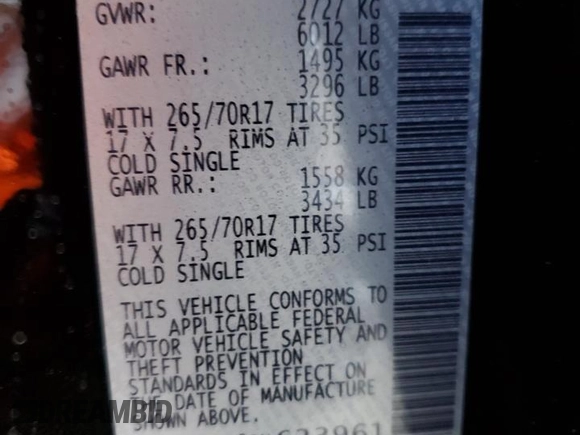 GVWR: 2727 KG
6012 LB
GAWR FR.: 1495 KG
3296 LB
WITH 265/70R17 TIRES
17 X 7.5 RIMS AT 35 PSI
COLD SINGLE
GAWR RR.: 1558 KG
3434 LB
WITH 265/70R17 TIRES
17 X 7.5 RIMS AT 35 PSI
COLD SINGLE
THIS VEHICLE CONFORMS TO
ALL APPLICABLE FEDERAL
MOTOR VEHICLE SAFETY AND
THEFT PREVENTION
STANDARDS IN EFFECT ON
THE DATE OF MANUFACTURE
SHOWN ABOVE.
623961